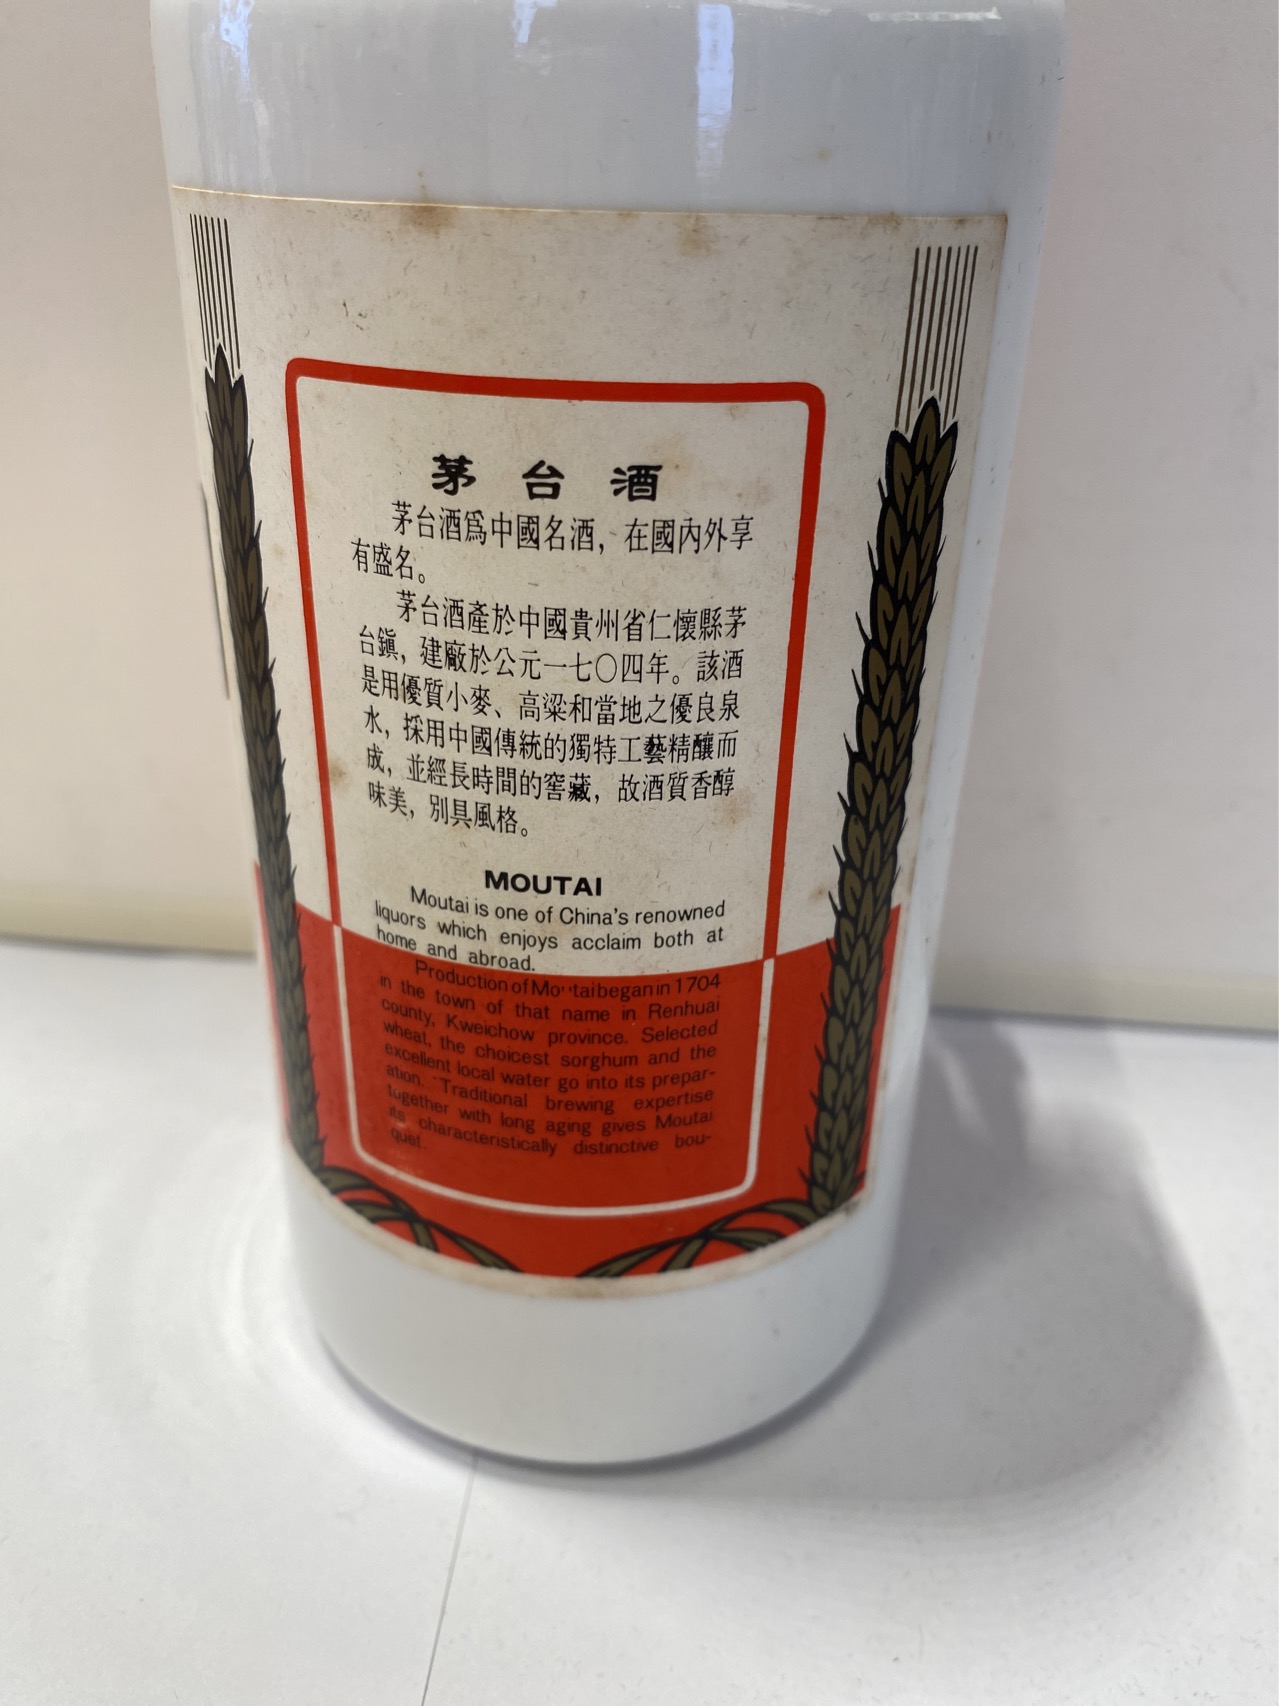 茅台酒
茅台酒爲中國名酒，在國內外享
有盛名。
茅台酒產於中國貴州省仁懷縣茅
台鎭，建廠於公元一七〇四年。該酒
是用優質小麥、高粱和當地之優良泉
水，採用中國傳統的獨特工藝精釀而
成，並經長時間的窖藏，故酒質香醇
味美，別具風格。
MOUTAI
Moutai is one of China's renowned
liquors which enjoys acclaim both at
home and abroad.
Production of Moutai began in 1704
in the town of that name in Renhuai
county, Kweichow province. Selected
wheat, the choicest sorghum and the
excellent local water go into its prepar-
ation. Traditional brewing expertise
together with long aging gives Moutai
its characteristically distinctive bou-
quet.